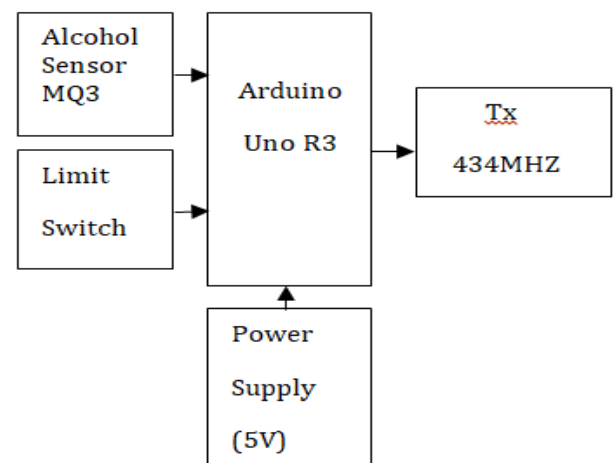 Alcohol
Sensor
MQ3
Arduino
Uno R3
Tx
434MHZ
Limit
Switch
Power
Supply
(5V)